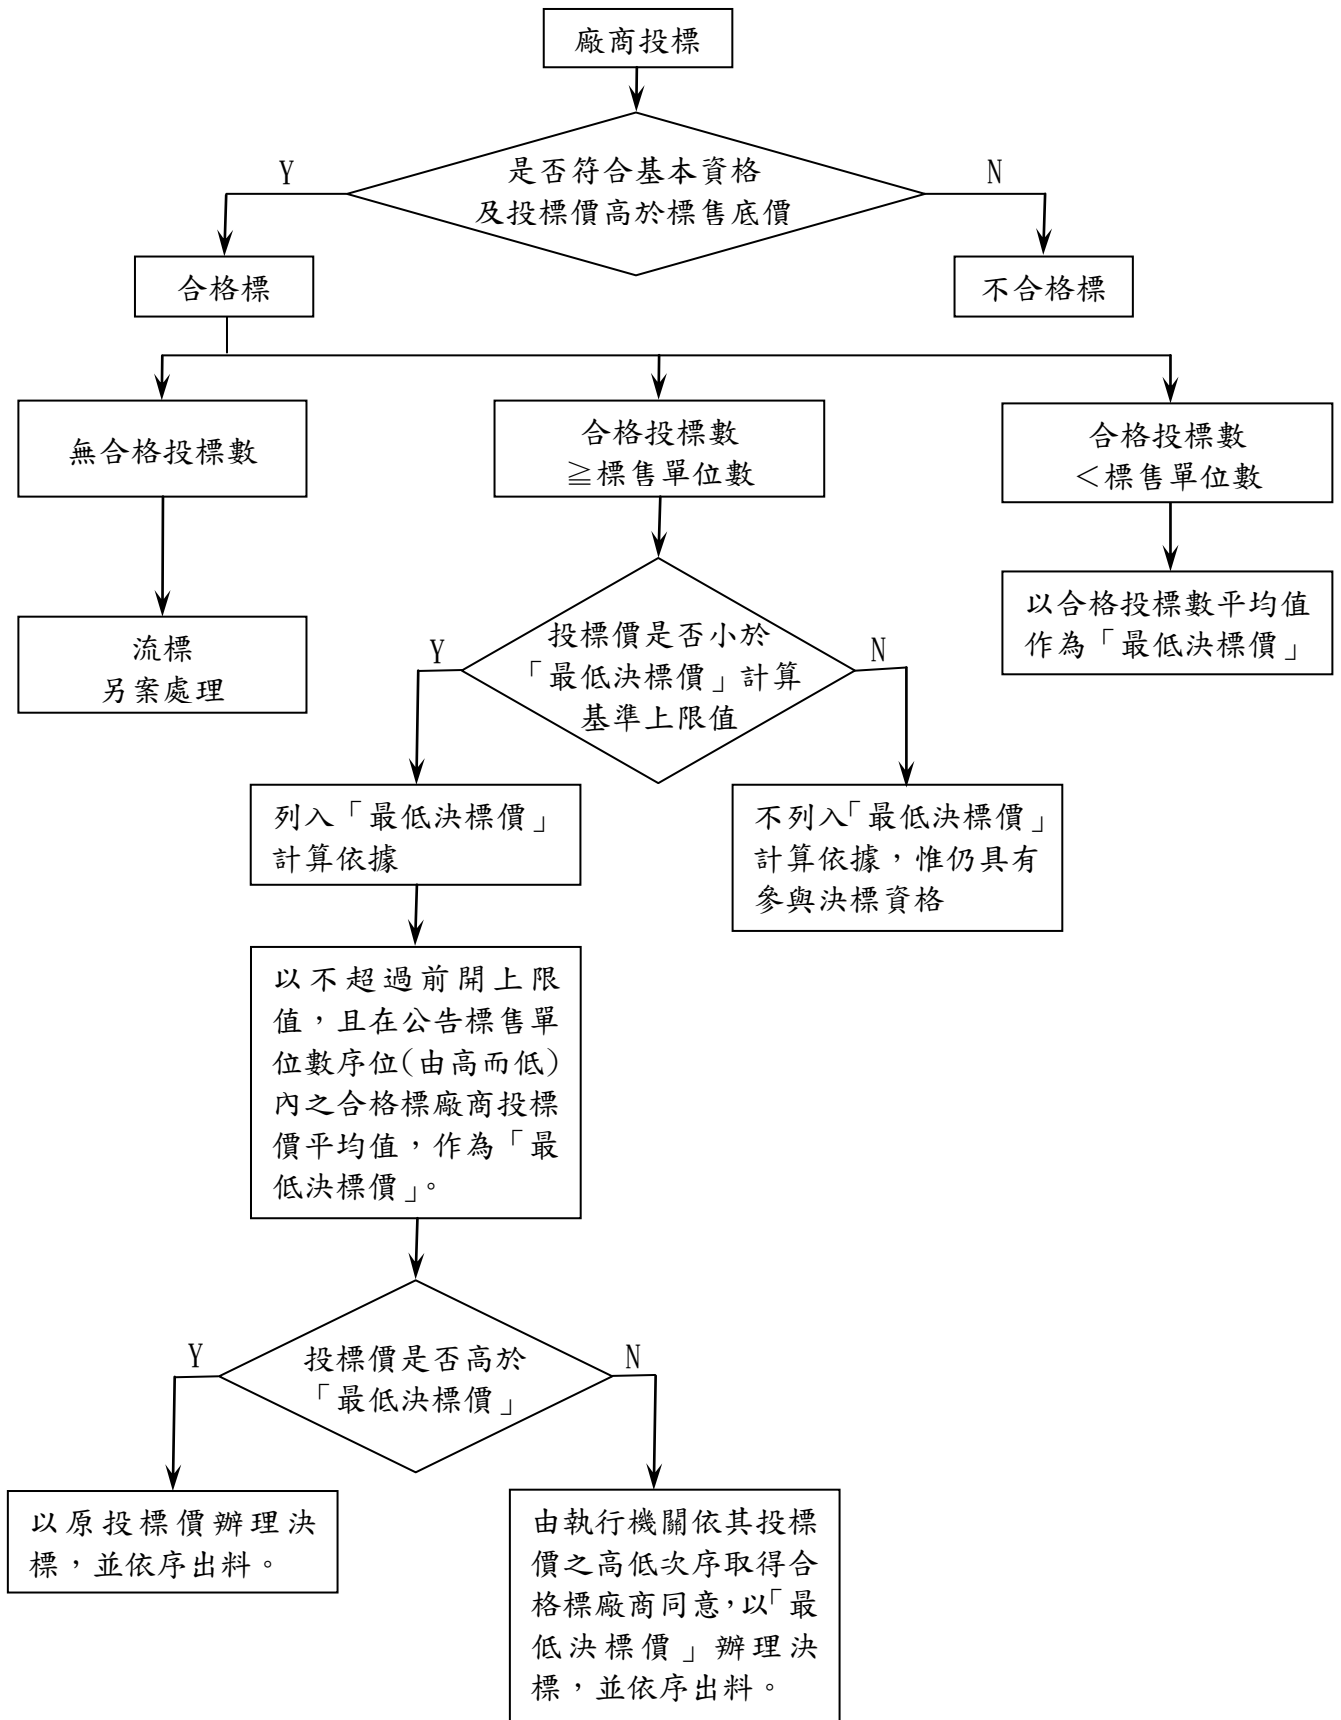 廠商投標
是否符合基本資格
及投標價高於標售底價
Y
N
合格標
不合格標
無合格投標數
合格投標數
≧標售單位數
合格投標數
＜標售單位數
流標
另案處理
投標價是否小於
「最低決標價」計算
基準上限值
Y
N
以合格投標數平均值
作為「最低決標價」
列入「最低決標價」
計算依據
不列入「最低決標價」
計算依據，惟仍具有
參與決標資格
以不超過前開上限
值，且在公告標售單
位數序位(由高而低)
內之合格標廠商投標
價平均值，作為「最
低決標價」。
投標價是否高於
「最低決標價」
Y
N
以原投標價辦理決
標，並依序出料。
由執行機關依其投標
價之高低次序取得合
格標廠商同意，以「最
低決標價」辦理決
標，並依序出料。